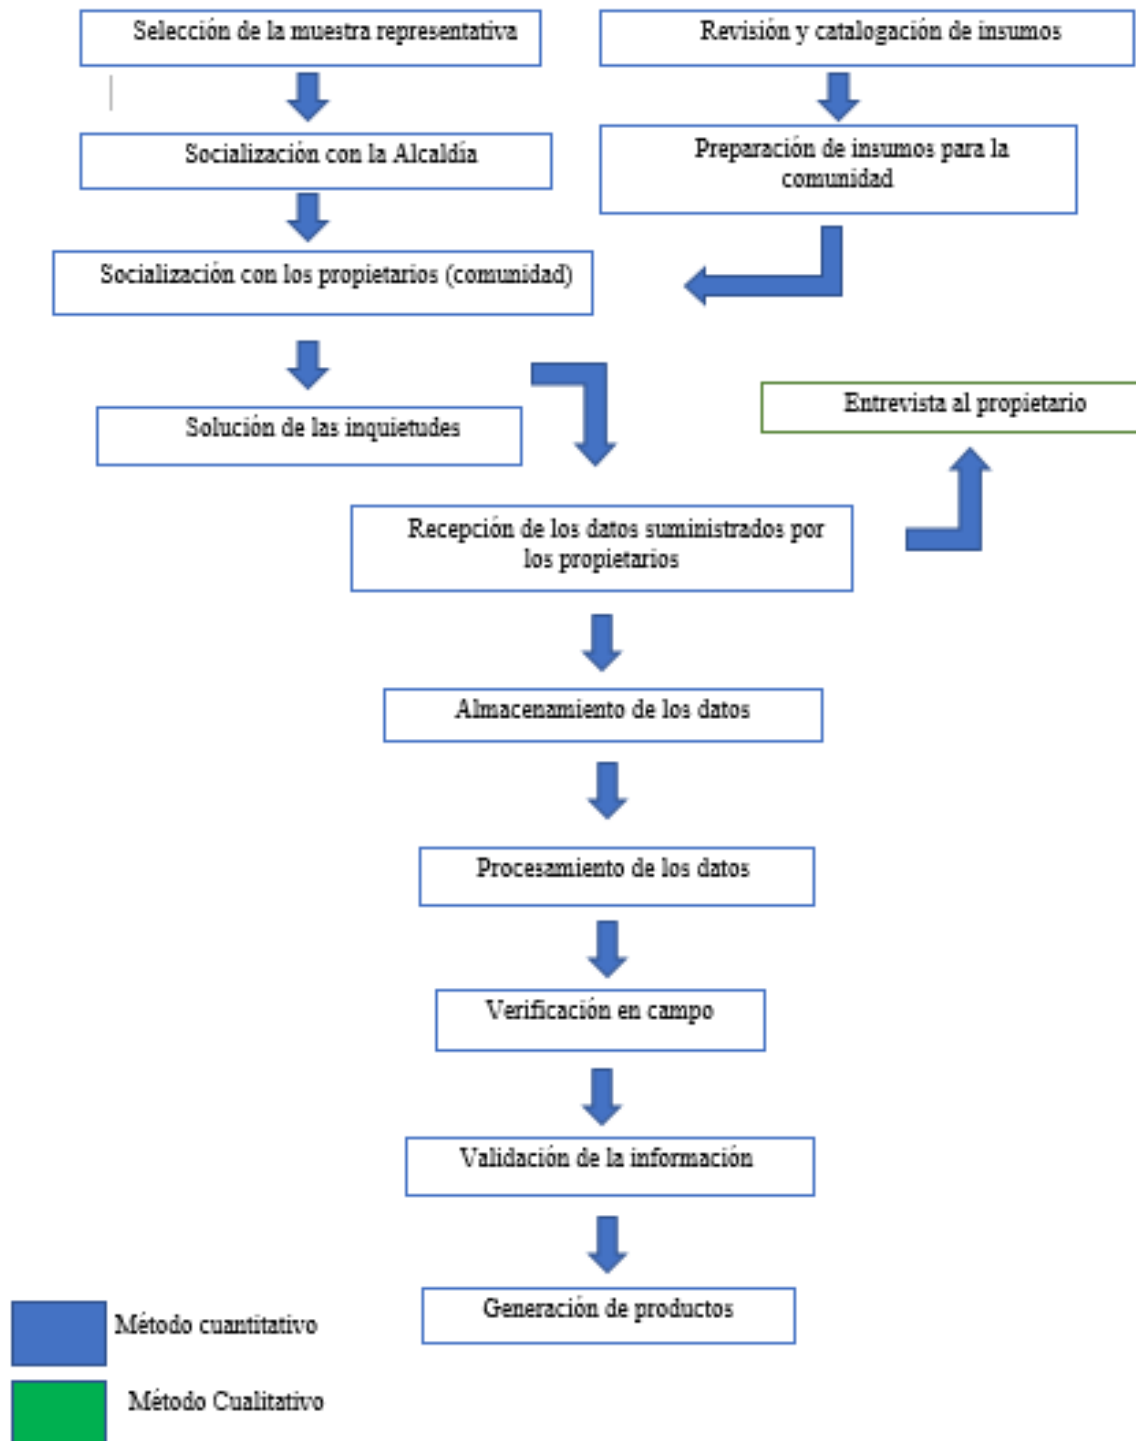 Selección de la muestra representativa
Revisión y catalogación de insumos
Socialización con la Alcaldía
Preparación de insumos para la
comunidad
Socialización con los propietarios (comunidad)
Solución de las inquietudes
Entrevista al propietario
Recepción de los datos suministrados por
los propietarios
Almacenamiento de los datos
Procesamiento de los datos
Verificación en campo
Validación de la información
Generación de productos
Método cuantitativo
Método Cualitativo